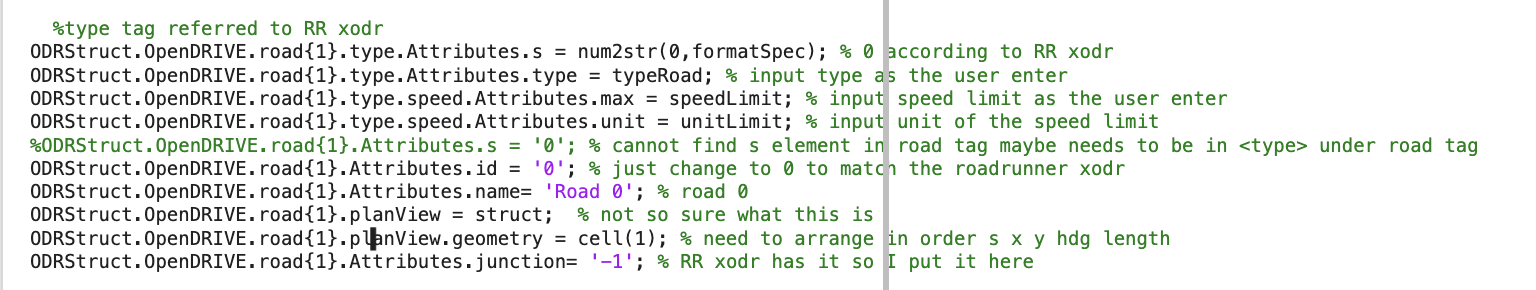 %type tag referred to RR xodr
ODRStruct.OpenDRIVE.road{1}.type.Attributes.s = num2str(0,formatSpec); % 0 according to RR xodr
ODRStruct.OpenDRIVE.road{1}.type.Attributes.type = typeRoad; % input type as the user enter
ODRStruct.OpenDRIVE.road{1}.type.speed.Attributes.max = speedLimit; % input speed limit as the user enter
ODRStruct.OpenDRIVE.road{1}.type.speed.Attributes.unit = unitLimit; % input unit of the speed limit
%ODRStruct.OpenDRIVE.road{1}.Attributes.s = '0'; % cannot find s element in road tag maybe needs to be in <type> under road tag
ODRStruct.OpenDRIVE.road{1}.Attributes.id = '0'; % just change to 0 to match the roadrunner xodr
ODRStruct.OpenDRIVE.road{1}.Attributes.name= 'Road 0'; % road 0
ODRStruct.OpenDRIVE.road{1}.planView = struct;  % not so sure what this is
ODRStruct.OpenDRIVE.road{1}.planView.geometry = cell(1); % need to arrange in order s x y hdg length
ODRStruct.OpenDRIVE.road{1}.Attributes.junction= '-1'; % RR xodr has it so I put it here